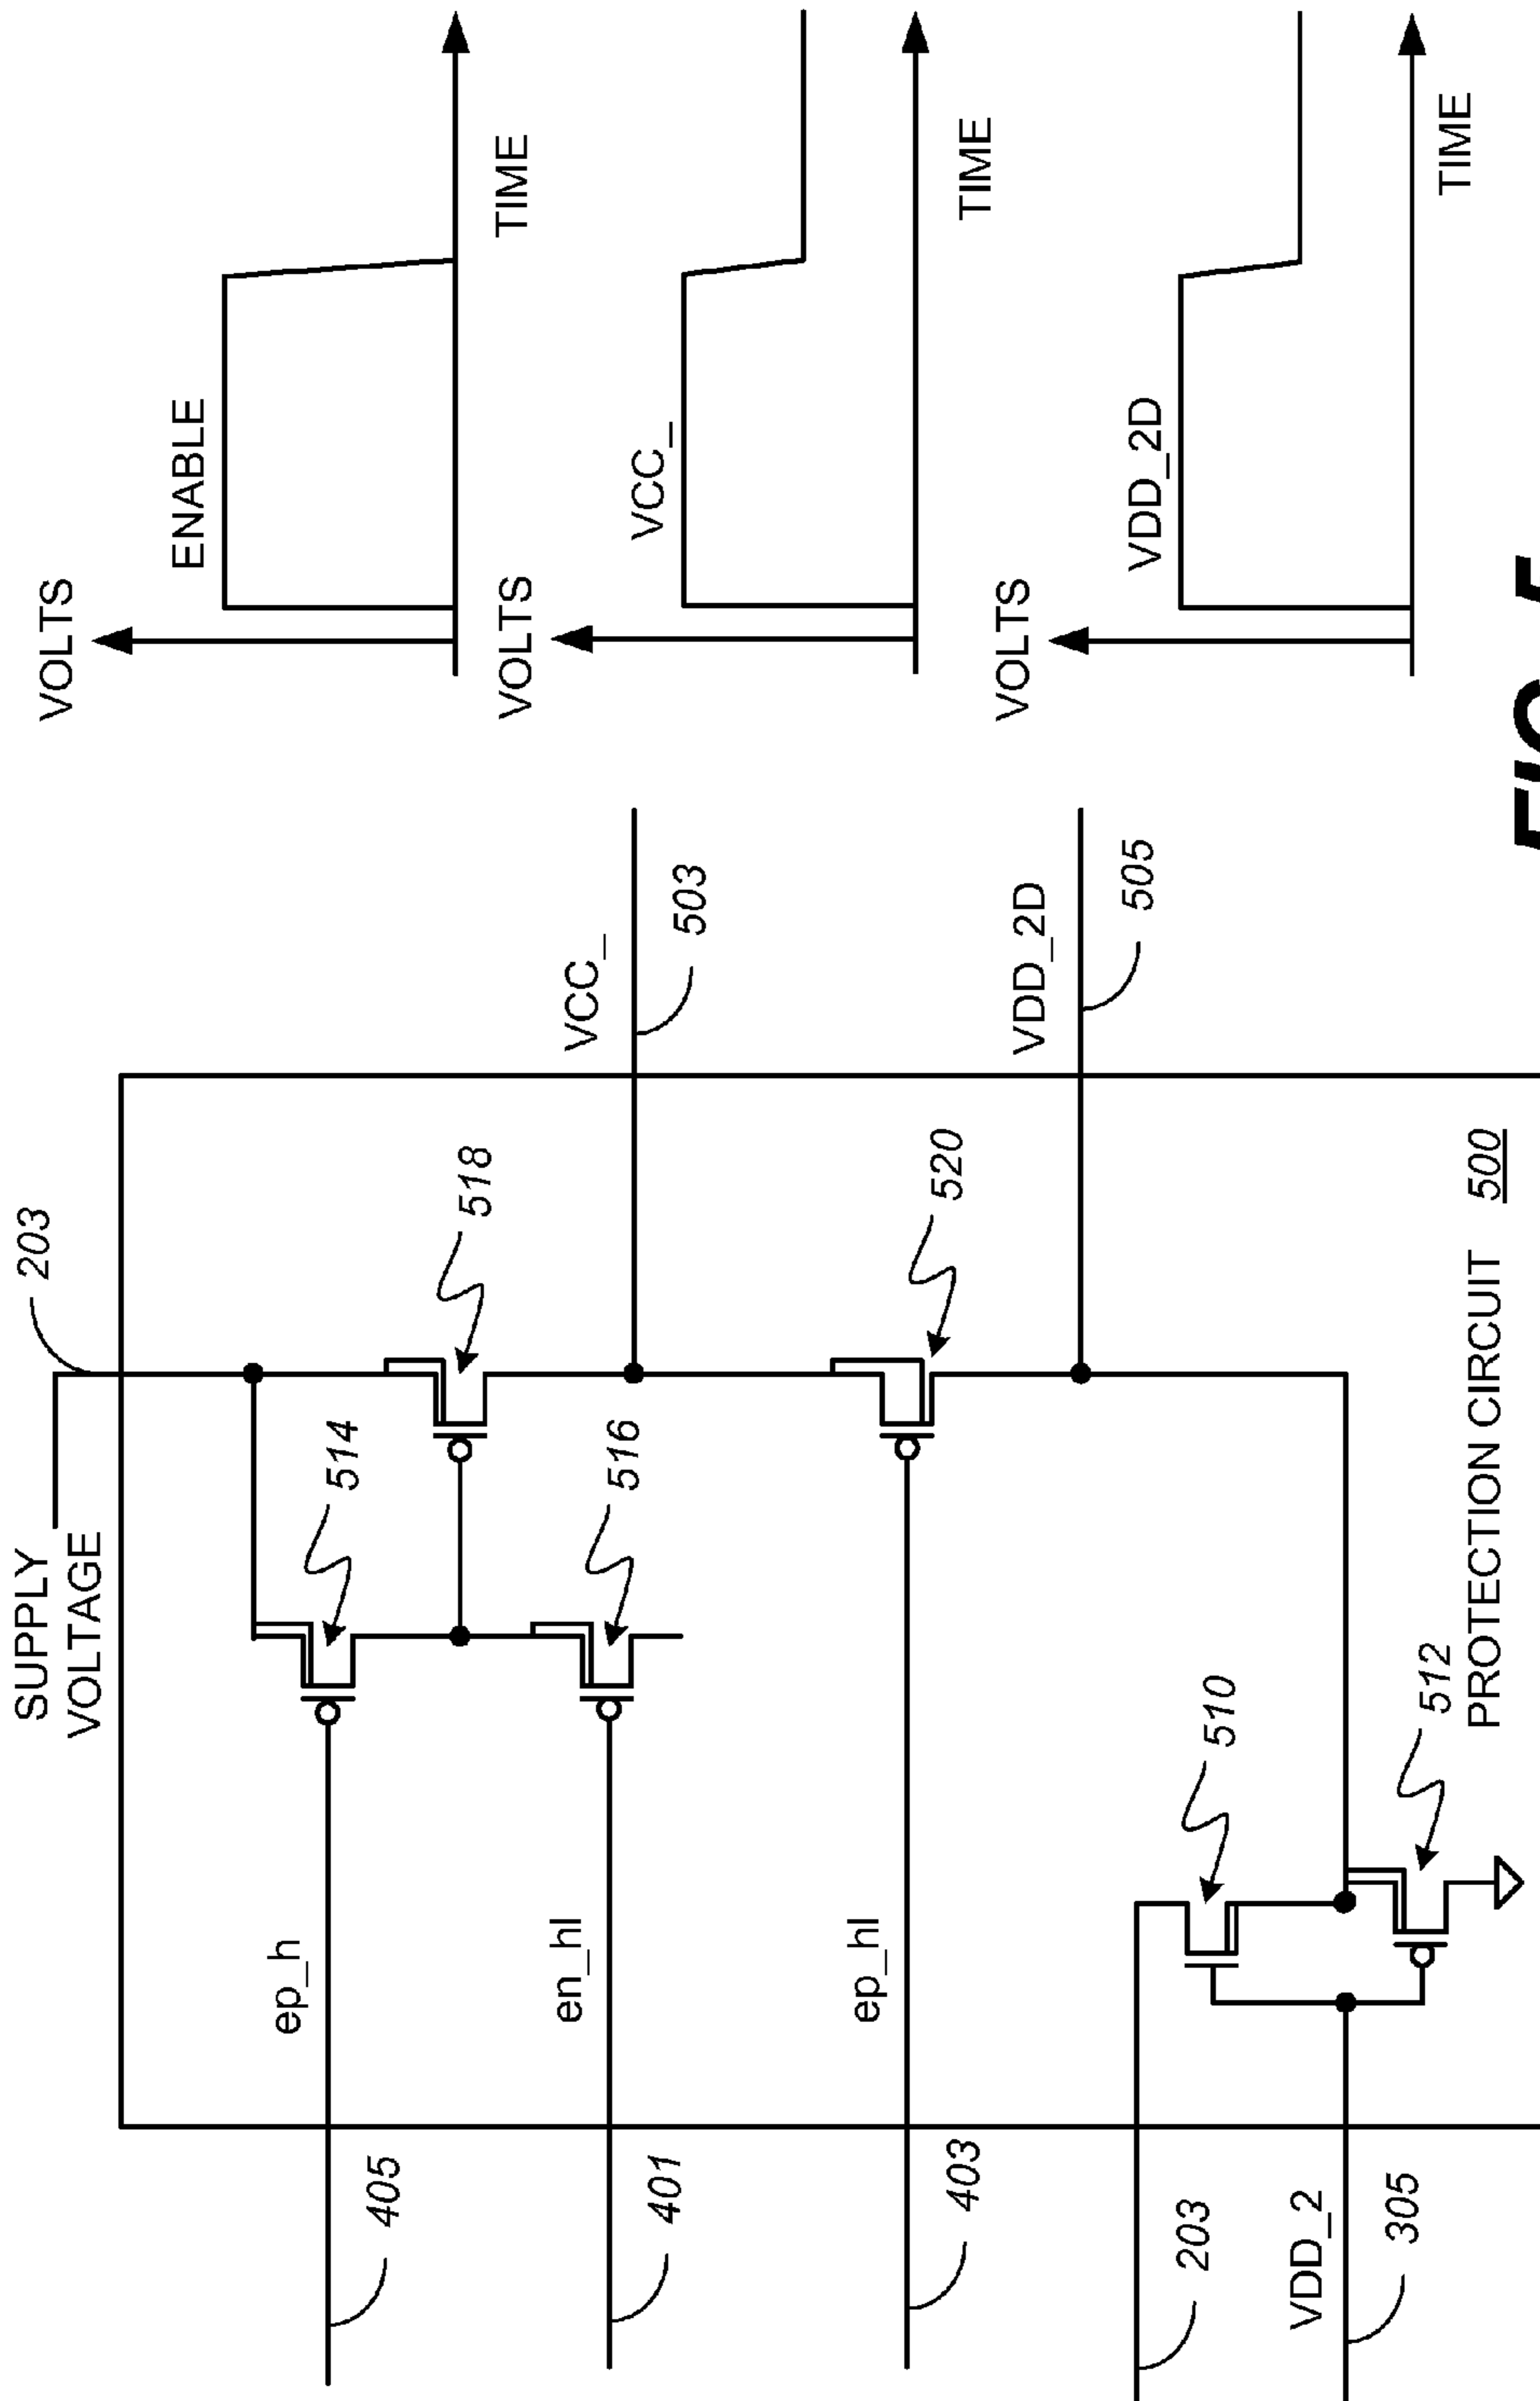 SUPPLY
VOLTAGE
203
405
ep_h
514
518
401
en_hl
516
VCC_
503
403
ep_hl
520
VDD_2D
505
203
510
VDD_2
305
512
PROTECTION CIRCUIT 500
VOLTS
ENABLE
TIME
VOLTS
VCC_
TIME
VOLTS
VDD_2D
TIME